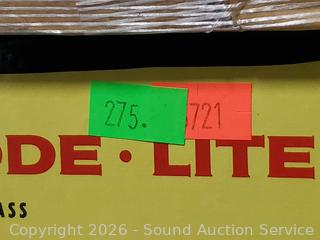 275. 721
ODE • LITE
ASS
Copyright 2026 - Sound Auction Service